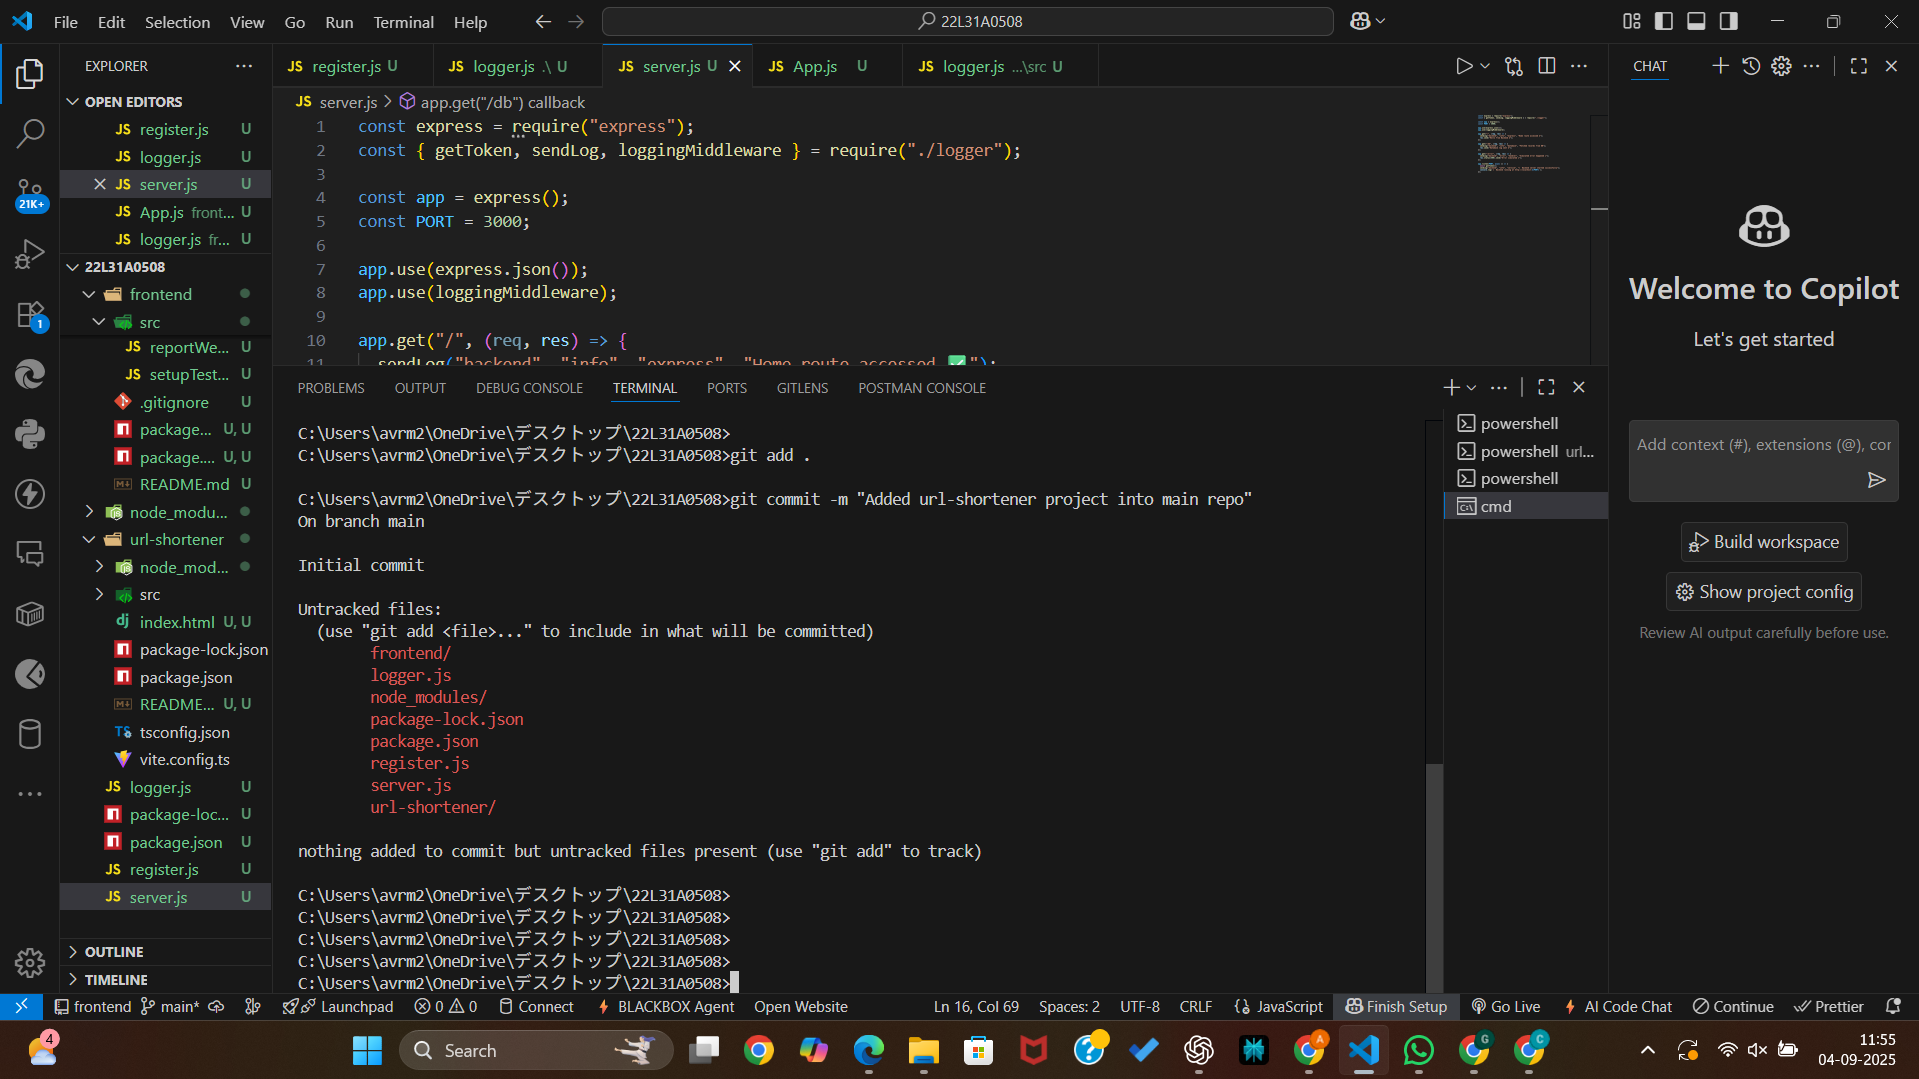 File Edit Selection View Go Run Terminal Help
22L31A0508
EXPLORER
OPEN EDITORS
JS register.js U
JS logger.js U
JS server.js U
JS App.js front... U
JS logger.js fr... U
22L31A0508
frontend
src
JS reportWe... U
JS setupTest... U
.gitignore U
package... U, U
package.... U, U
README.md U
node_modu...
url-shortener
node_mod...
src
dj index.html U, U
package-lock.json
package.json
README... U, U
TS tsconfig.json
vite.config.ts
JS logger.js U
package-loc... U
package.json U
JS register.js U
JS server.js U
OUTLINE
TIMELINE
21K+
1
JS register.js U
JS logger.js .\ U
JS server.js U
JS App.js U
JS logger.js ...\src U
JS server.js > app.get("/db") callback
1 const express = require("express");
2 const { getToken, sendLog, loggingMiddleware } = require("./logger");
3
4 const app = express();
5 const PORT = 3000;
6
7 app.use(express.json());
8 app.use(loggingMiddleware);
9
10 app.get("/", (req, res) => {
11 sendLog("backend", "info", "express", "Home route accessed ✅");
PROBLEMS OUTPUT DEBUG CONSOLE TERMINAL PORTS GITLENS POSTMAN CONSOLE
C:\Users\avrm2\OneDrive\デスクトップ\22L31A0508>
C:\Users\avrm2\OneDrive\デスクトップ\22L31A0508>git add .
C:\Users\avrm2\OneDrive\デスクトップ\22L31A0508>git commit -m "Added url-shortener project into main repo"
On branch main
Initial commit
Untracked files:
(use "git add <file>..." to include in what will be committed)
frontend/
logger.js
node_modules/
package-lock.json
package.json
register.js
server.js
url-shortener/
nothing added to commit but untracked files present (use "git add" to track)
C:\Users\avrm2\OneDrive\デスクトップ\22L31A0508>
C:\Users\avrm2\OneDrive\デスクトップ\22L31A0508>
C:\Users\avrm2\OneDrive\デスクトップ\22L31A0508>
C:\Users\avrm2\OneDrive\デスクトップ\22L31A0508>
C:\Users\avrm2\OneDrive\デスクトップ\22L31A0508>
powershell
powershell url...
powershell
cmd
CHAT
Welcome to Copilot
Let's get started
Add context (#), extensions (@), cor
Build workspace
Show project config
Review AI output carefully before use.
frontend main* Launchpad 0 0 Connect BLACKBOX Agent Open Website Ln 16, Col 69 Spaces: 2 UTF-8 CRLF {} JavaScript Finish Setup Go Live AI Code Chat Continue Prettier
4
Search
A
G
C
11:55
04-09-2025